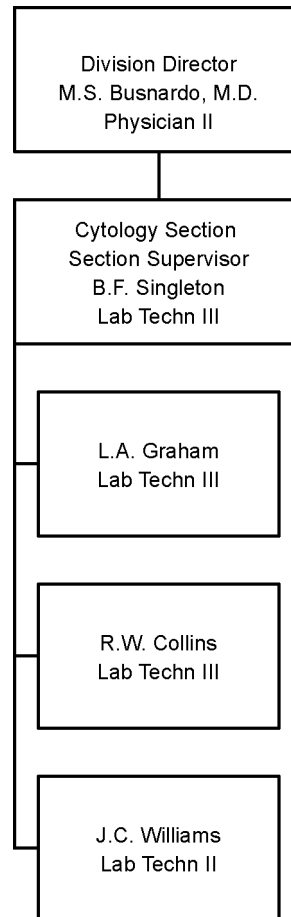 Division Director
M.S. Busnardo, M.D.
Physician II
Cytology Section
Section Supervisor
B.F. Singleton
Lab Techn III
L.A. Graham
Lab Techn III
R.W. Collins
Lab Techn III
J.C. Williams
Lab Techn II